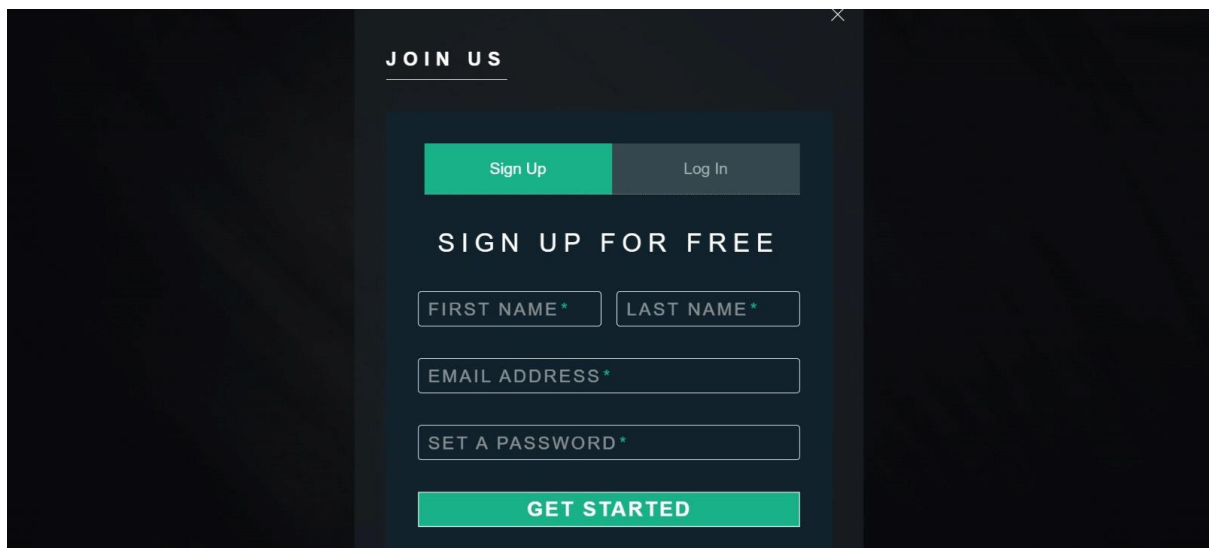 JOIN US
Sign Up Log In
SIGN UP FOR FREE
FIRST NAME* LAST NAME*
EMAIL ADDRESS*
SET A PASSWORD*
GET STARTED